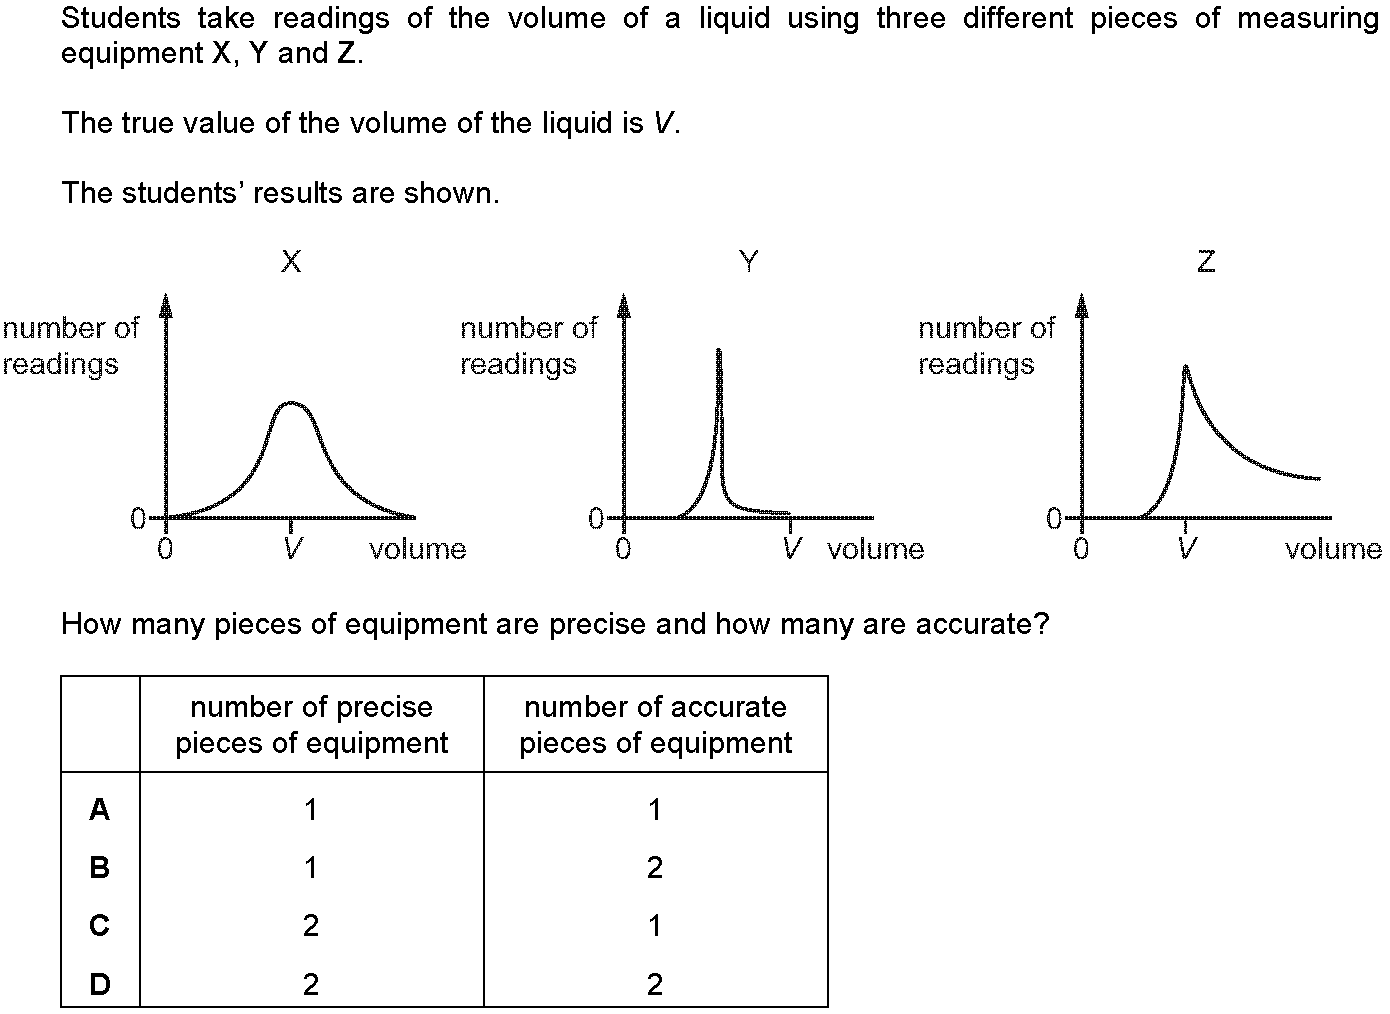 Students take readings of the volume of a liquid using three different pieces of measuring
equipment X, Y and Z.
The true value of the volume of the liquid is V.
The students’ results are shown.
X
number of
readings
0
0
V
volume
Y
number of
readings
0
0
V
volume
Z
number of
readings
0
0
V
volume
How many pieces of equipment are precise and how many are accurate?
number of precise
pieces of equipment
number of accurate
pieces of equipment
A 1 1
B 1 2
C 2 1
D 2 2